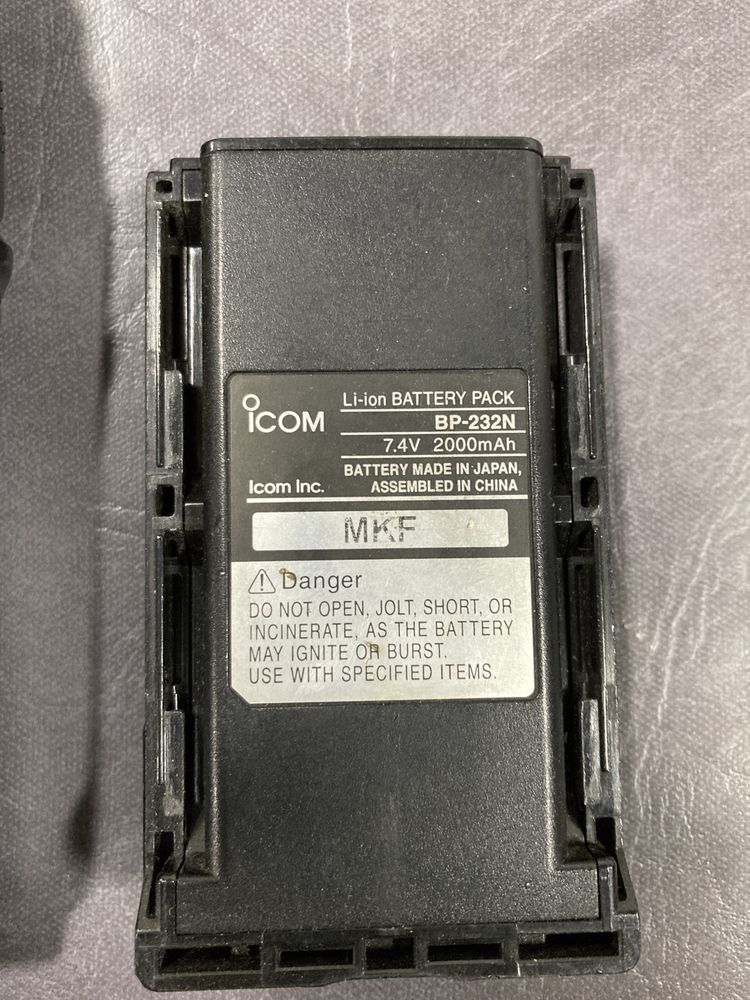 ICOM
Li-ion BATTERY PACK
BP-232N
7.4V 2000mAh
BATTERY MADE IN JAPAN,
ASSEMBLED IN CHINA
Icom Inc.
MKF
⚠ Danger
DO NOT OPEN, JOLT, SHORT, OR
INCINERATE, AS THE BATTERY
MAY IGNITE OR BURST.
USE WITH SPECIFIED ITEMS.